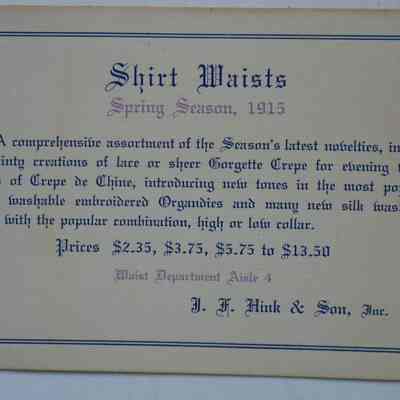 Shirt Waists
Spring Season, 1915
A comprehensive assortment of the Season's latest novelties, in
creations of lace or sheer Gorgette Crepe for evening
of Crepe de Chine, introducing new tones in the most
washable embroidered Organdies and many new silk
with the popular combination, high or low collar.
Prices $2.35, $3.75, $5.75 to $13.50
Waist Department Aisle 4
J. F. Hink & Son, Inc.